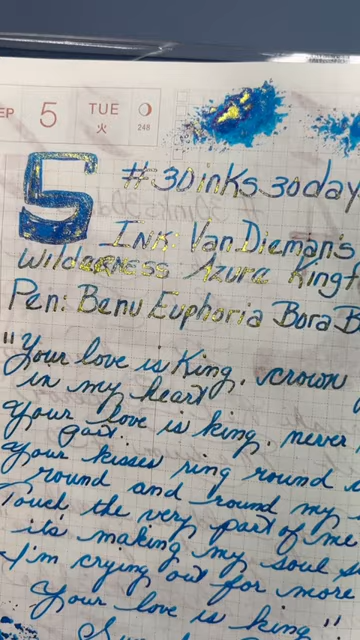 EP 5 TUE
火 248
5 #30inks30day
Ink: Van Dieman's
Wilderness Azure Kingf
Pen: Benu Euphoria Bora B
"Your love is King, crown
in my heart
Your love is king, never
part
Your kisses ring round
round and round my
Touch the very part of me
it's making my soul s
I'm crying out for more
Your love is king"